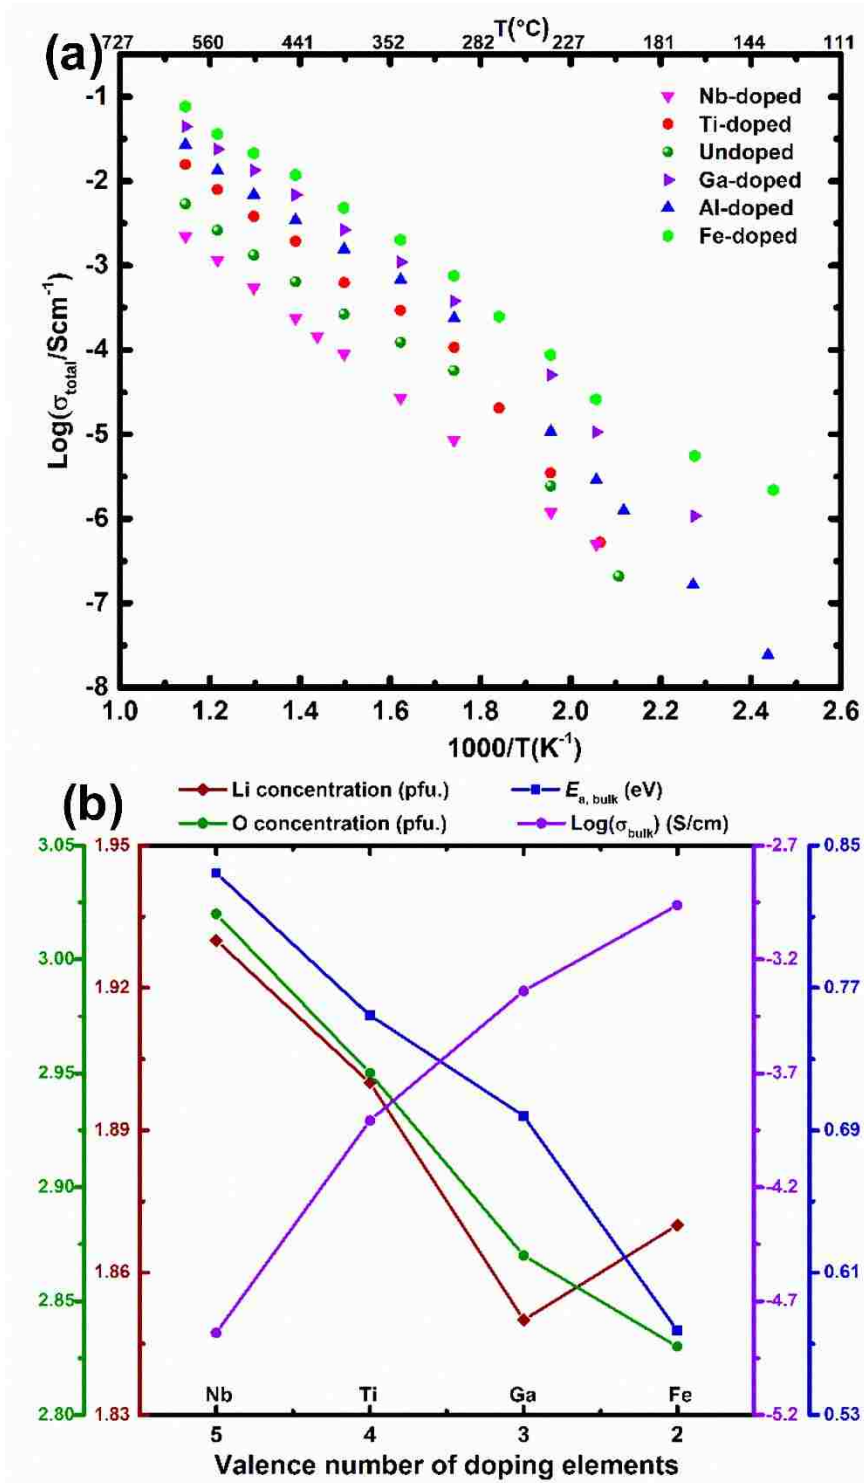 (a)
T(°C)
727 560 441 352 282 227 181 144 111
Nb-doped
Ti-doped
Undoped
Ga-doped
Al-doped
Fe-doped
Log(σtotal/Scm⁻¹)
-1
-2
-3
-4
-5
-6
-7
-8
1.0 1.2 1.4 1.6 1.8 2.0 2.2 2.4 2.6
1000/T(K⁻¹)
(b)
Li concentration (pfu.) Ea, bulk (eV)
O concentration (pfu.) Log(σbulk) (S/cm)
3.05 1.95 -2.7 0.85
3.00 1.92 -3.2 0.77
2.95 1.89 -3.7 0.69
2.90 1.86 -4.2 0.61
2.85 1.83 -4.7 0.53
2.80 -5.2
Nb Ti Ga Fe
5 4 3 2
Valence number of doping elements